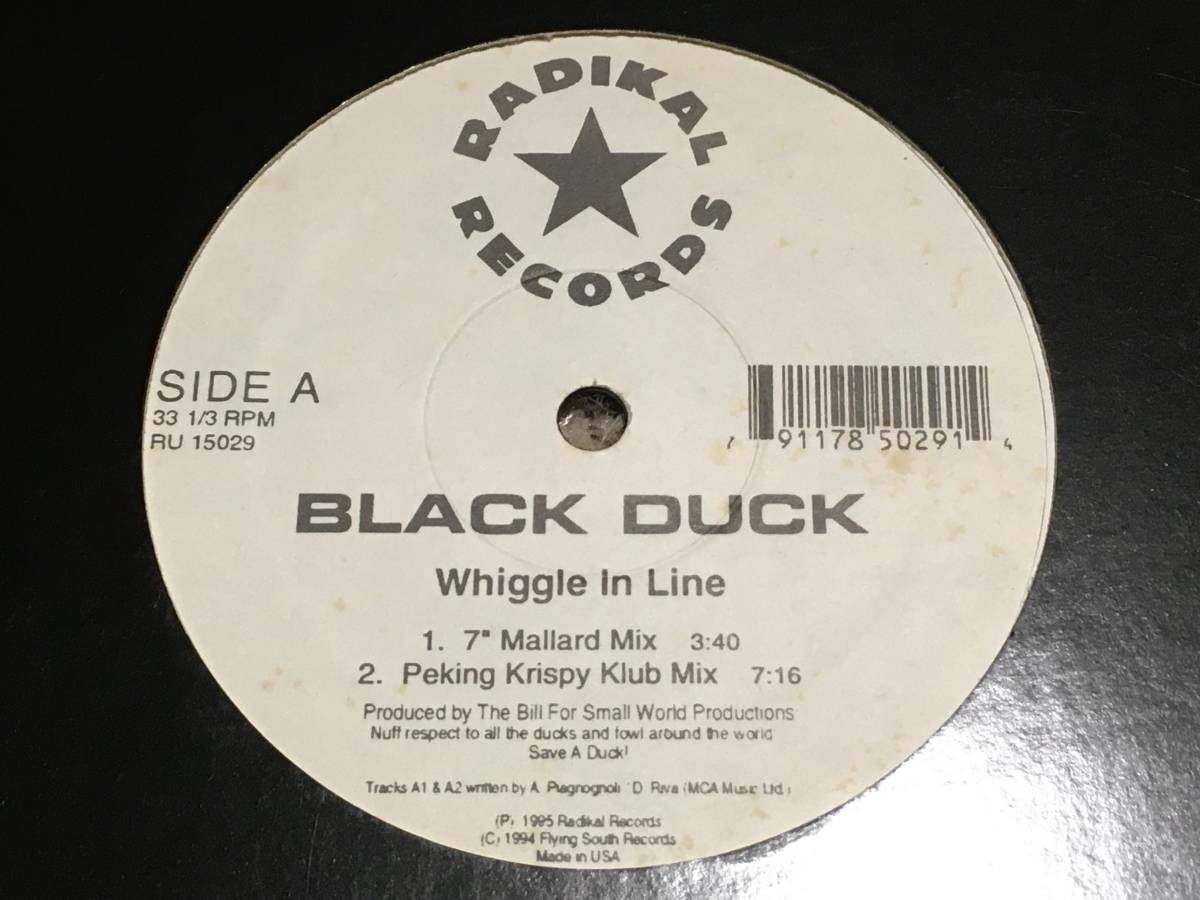 RADIKAL
RECORDS
SIDE A
33 1/3 RPM
RU 15029
7 91178 50291 4
BLACK DUCK
Whiggle In Line
1. 7" Mallard Mix 3:40
2. Peking Krispy Klub Mix 7:16
Produced by The Bill For Small World Productions
Nuff respect to all the ducks and fowl around the world
Save A Duck!
Tracks A1 & A2 written by A. Piagnognoli / D. Riva (MCA Music Ltd.)
(P) 1995 Radikal Records
(C) 1994 Flying South Records
Made in USA